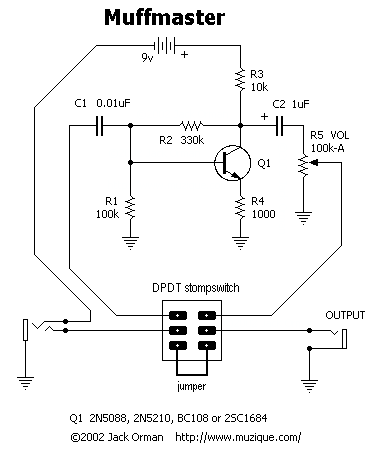 Muffmaster
9v
+
R3
10k
C1 0.01uF
+ C2 1uF
R2 330k
R5 VOL
100k-A
Q1
R1
100k
R4
1000
DPDT stompswitch
OUTPUT
jumper
Q1 2N5088, 2N5210, BC108 or 2SC1684
©2002 Jack Orman http://www.muzique.com/